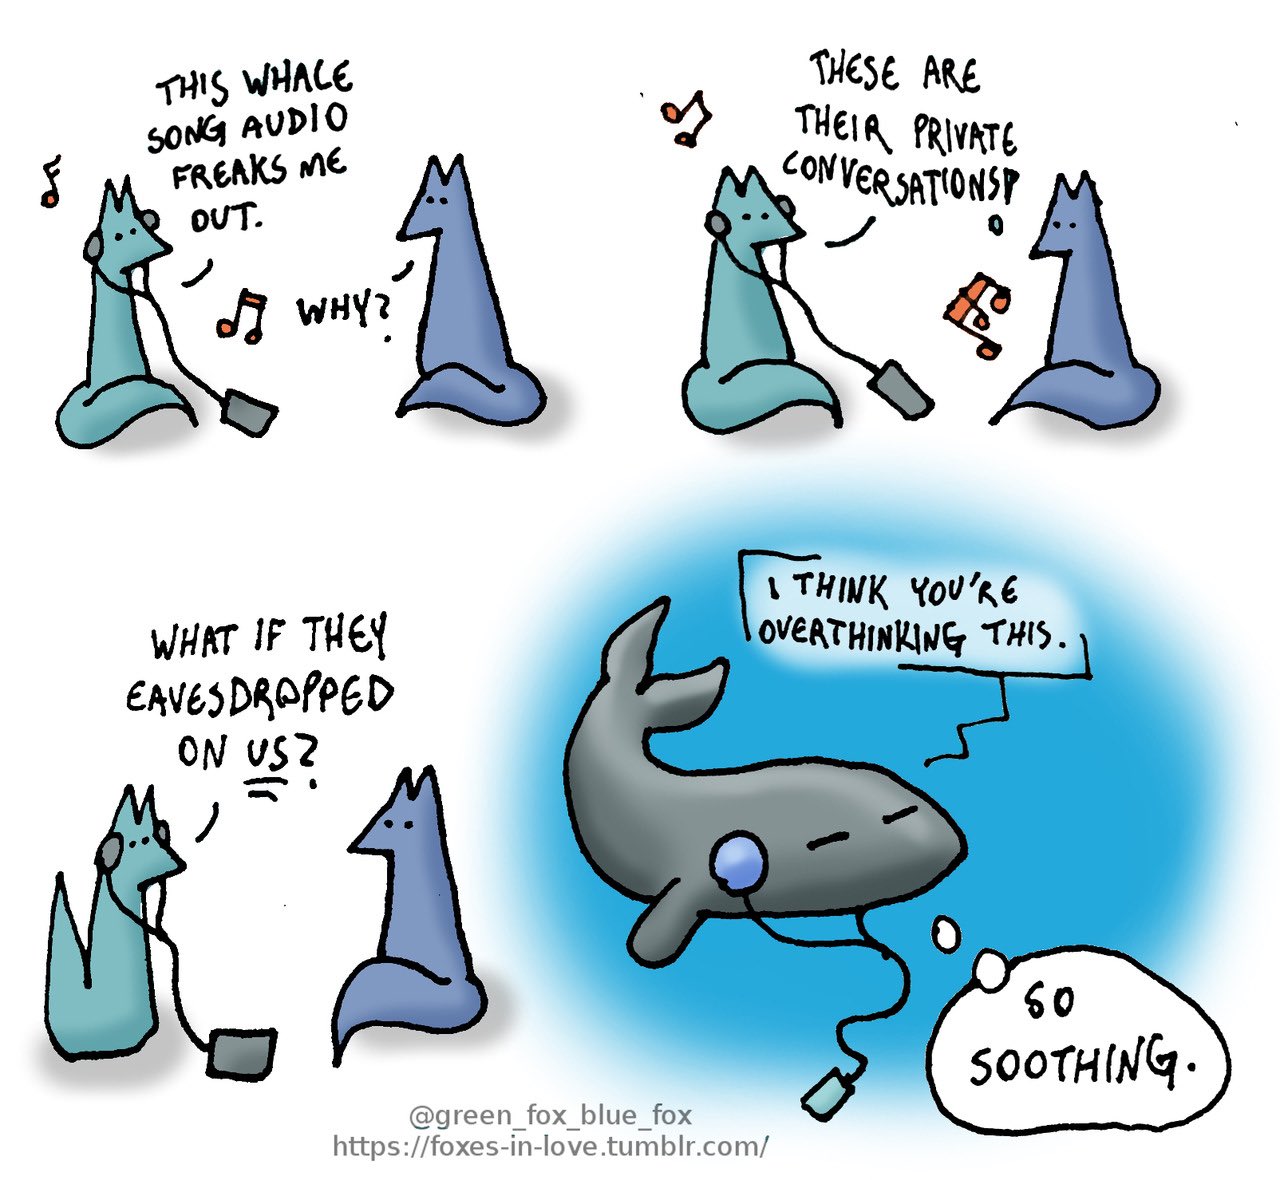 THIS WHALE
SONG AUDIO
FREAKS ME
OUT.
WHY?
THESE ARE
THEIR PRIVATE
CONVERSATIONS!
WHAT IF THEY
EAVESDROPPED
ON US?
I THINK YOU'RE
OVERTHINKING THIS.
SO
SOOTHING.
@green_fox_blue_fox
https://foxes-in-love.tumblr.com/